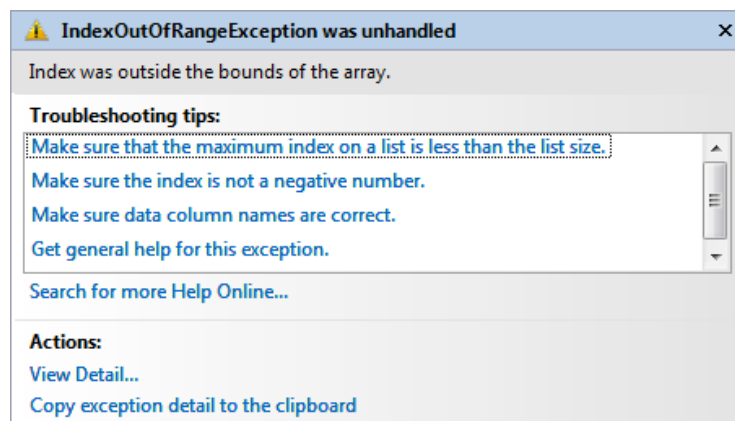 IndexOutOfRangeException was unhandled
Index was outside the bounds of the array.
Troubleshooting tips:
Make sure that the maximum index on a list is less than the list size.
Make sure the index is not a negative number.
Make sure data column names are correct.
Get general help for this exception.
Search for more Help Online...
Actions:
View Detail...
Copy exception detail to the clipboard